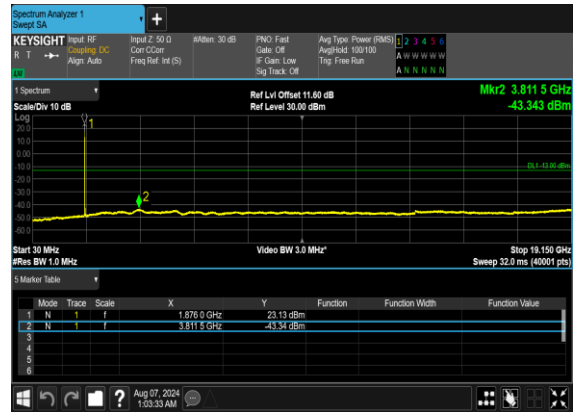 Spectrum Analyzer 1
Swept SA
+
KEYSIGHT Input: RF Input Z: 50 Ω #Atten: 30 dB PNO: Fast Avg Type: Power (RMS) 1 2 3 4 5 6
R T Coupling: DC Corr CCorr Gate: Off Avg|Hold: 100/100 A W W W W W
Align: Auto Freq Ref: Int (S) IF Gain: Low Trig: Free Run
Sig Track: Off A N N N N N
1 Spectrum Ref Lvl Offset 11.60 dB Mkr2 3.811 5 GHz
Scale/Div 10 dB Ref Level 30.00 dBm -43.343 dBm
Log
1
20.0
10.0
0.00
-10.0
DL1 -13.00 dBm
-20.0
-30.0
2
-40.0
-50.0
-60.0
Start 30 MHz Video BW 3.0 MHz* Stop 19.150 GHz
#Res BW 1.0 MHz Sweep 32.0 ms (40001 pts)
5 Marker Table
Mode Trace Scale X Y Function Function Width Function Value
1 N 1 f 1.876 0 GHz 23.13 dBm
2 N 1 f 3.811 5 GHz -43.34 dBm
3
4
5
6
? Aug 07, 2024
1:03:33 AM